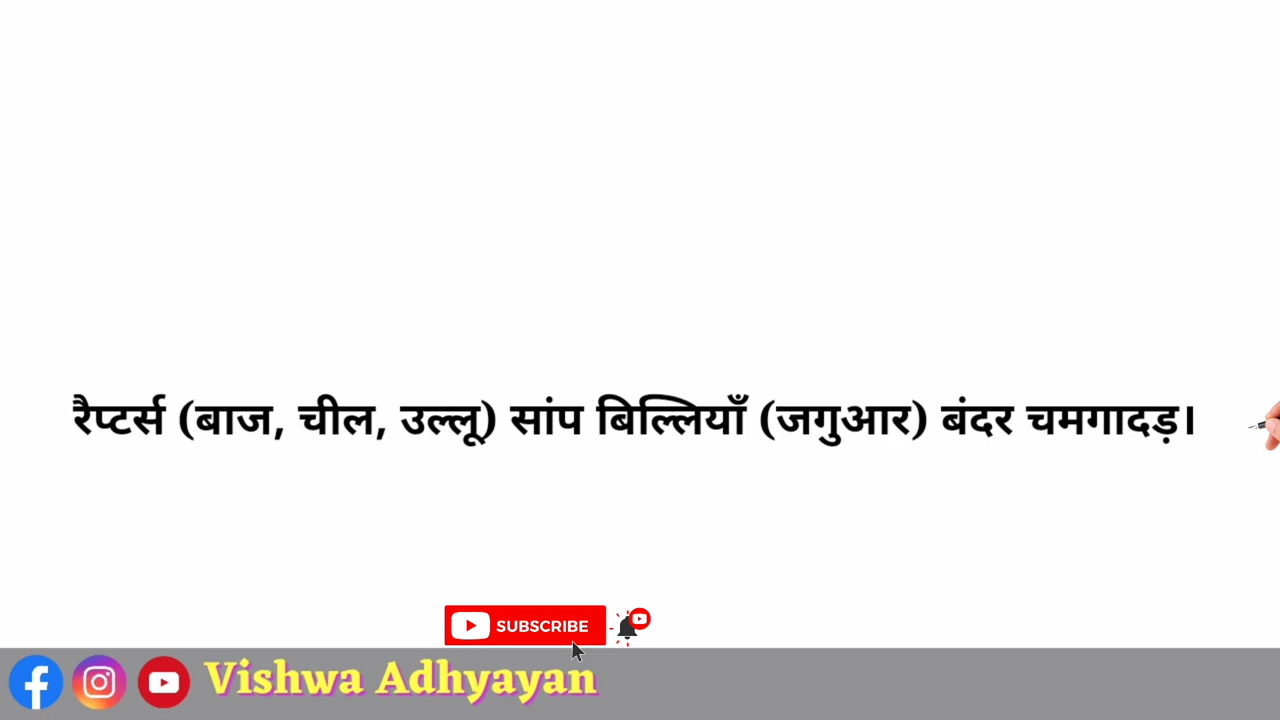 रैप्टर्स (बाज, चील, उल्लू) सांप बिल्लियाँ (जगुआर) बंदर चमगादड़।
SUBSCRIBE
Vishwa Adhyayan